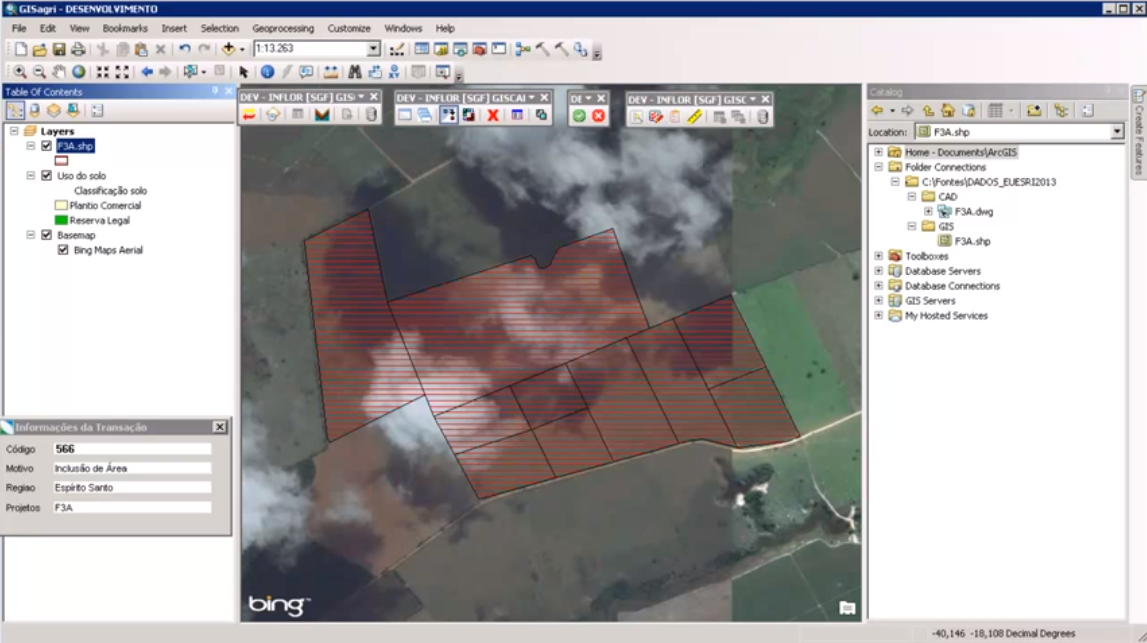 GISagri - DESENVOLVIMENTO
File Edit View Bookmarks Insert Selection Geoprocessing Customize Windows Help
1:13.263
Table Of Contents
Layers
F3A.shp
Uso do solo
Classificação solo
Plantio Comercial
Reserva Legal
Basemap
Bing Maps Aerial
Informações da Transação
Código 566
Motivo Inclusão de Área
Regiao Espírito Santo
Projetos F3A
DEV - INFLOR [SGF] GIS
DEV - INFLOR [SGF] GISCAI
DE
DEV - INFLOR [SGF] GISC
bing™
Catalog
Location: F3A.shp
Home - Documents\ArcGIS
Folder Connections
C:\Fontes\DADOS_EUESRI2013
CAD
F3A.dwg
GIS
F3A.shp
Toolboxes
Database Servers
Database Connections
GIS Servers
My Hosted Services
Create Features
-40,146 -18,108 Decimal Degrees